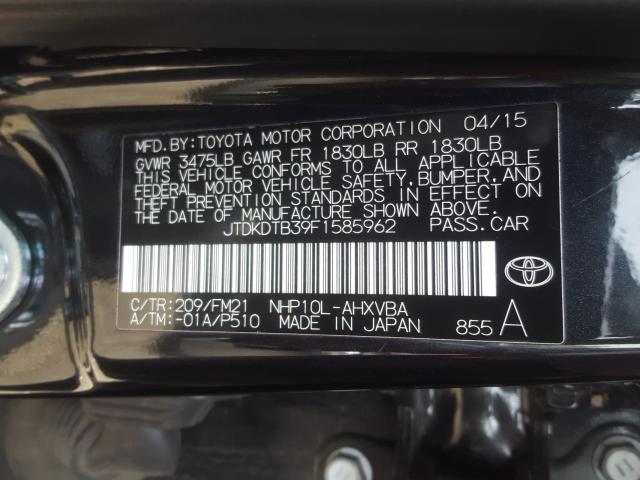 MFD. BY: TOYOTA MOTOR CORPORATION 04/15
GVWR 3475LB GAWR FR 1830LB RR 1830LB
THIS VEHICLE CONFORMS TO ALL APPLICABLE
FEDERAL MOTOR VEHICLE SAFETY, BUMPER, AND
THEFT PREVENTION STANDARDS IN EFFECT ON
THE DATE OF MANUFACTURE SHOWN ABOVE.
JTDKDTB39F1585962 PASS. CAR
C/TR: 209/FM21 NHP10L-AHXVBA
A/TM: -01A/P510 MADE IN JAPAN 855 A